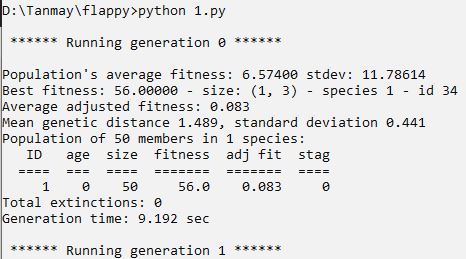 D:\Tanmay\flappy>python 1.py
****** Running generation 0 ******
Population's average fitness: 6.57400 stdev: 11.78614
Best fitness: 56.00000 - size: (1, 3) - species 1 - id 34
Average adjusted fitness: 0.083
Mean genetic distance 1.489, standard deviation 0.441
Population of 50 members in 1 species:
ID age size fitness adj fit stag
==== === ==== ======= ======= ====
1 0 50 56.0 0.083 0
Total extinctions: 0
Generation time: 9.192 sec
****** Running generation 1 ******